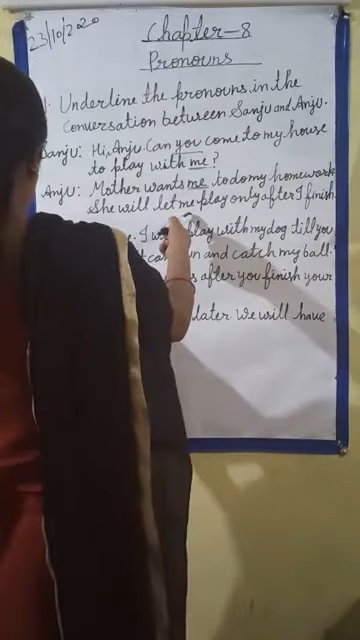 23/10/2020
Chapter-8
Pronouns
1. Underline the pronouns in the
conversation between Sanju and Anju.
Sanju: Hi, Anju. Can you come to my house
to play with me?
Anju: Mother wants me to do my homework
She will let me play only after I finish
I play with my dog till you
and catch my ball.
after you finish your
later we will have